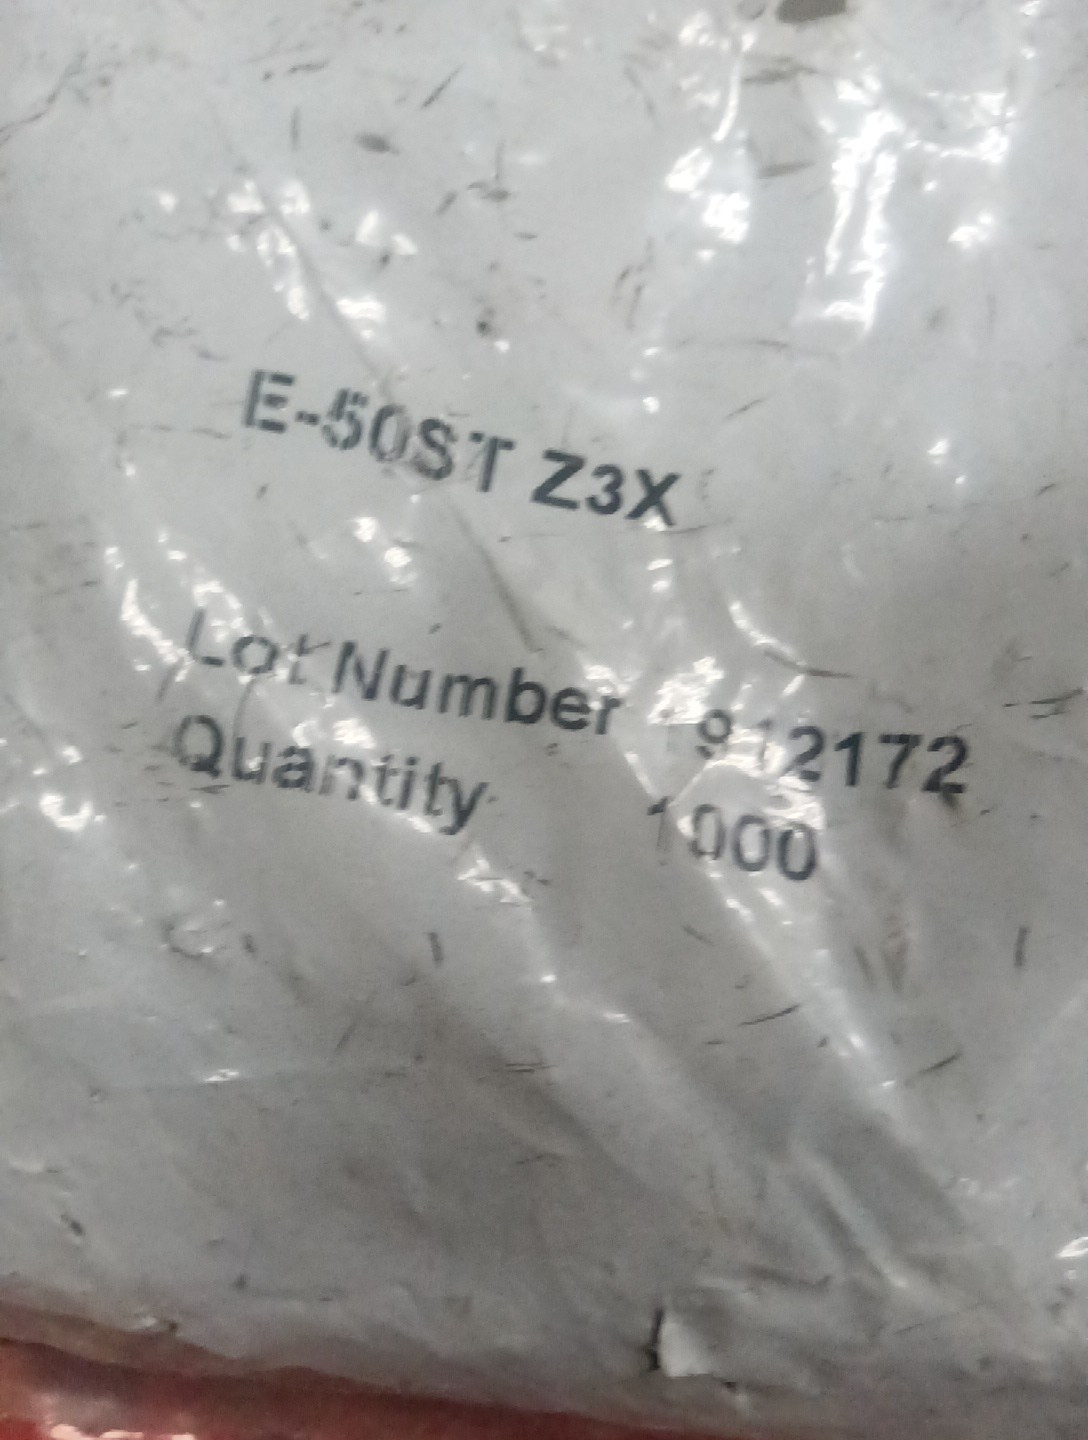 E-50ST Z3X
Lot Number 912172
Quantity 1000